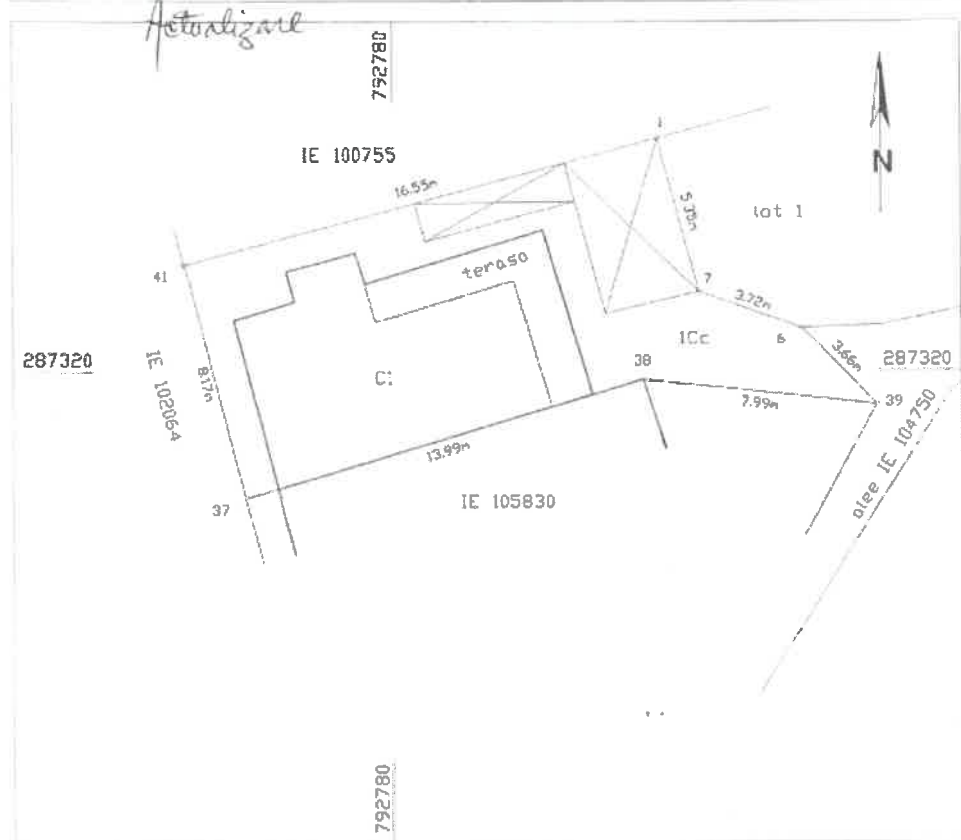 Actualizare
792780
N
IE 100755
1
16.55m
5.35m
lot 1
41
terasa
7
3.72m
1Cc
6
287320
IE 102064
8.17m
C1
38
3.66m
287320
7.99m
39
13.99m
alee IE 104750
37
IE 105830
792780